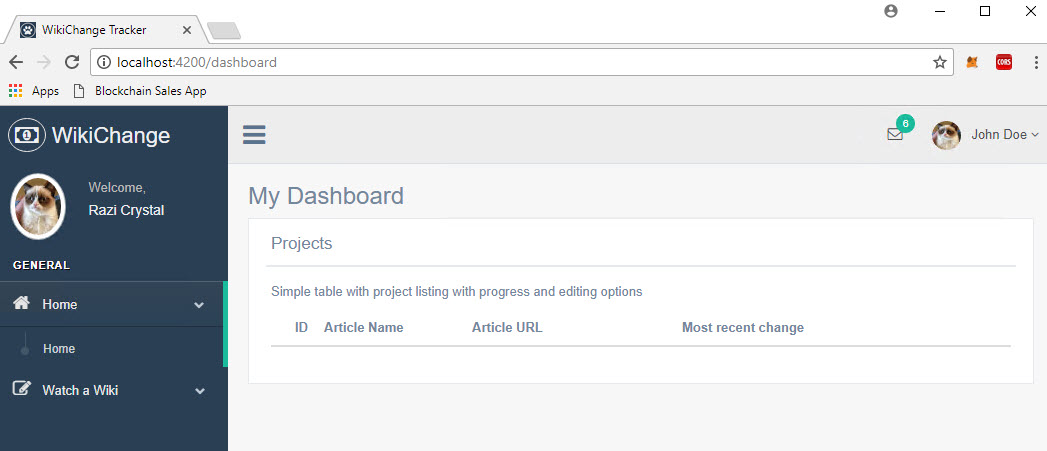 WikiChange Tracker
localhost:4200/dashboard
CORS
Apps
Blockchain Sales App
WikiChange
6
John Doe
Welcome,
Razi Crystal
My Dashboard
GENERAL
Projects
Home
Simple table with project listing with progress and editing options
ID Article Name Article URL Most recent change
Home
Watch a Wiki